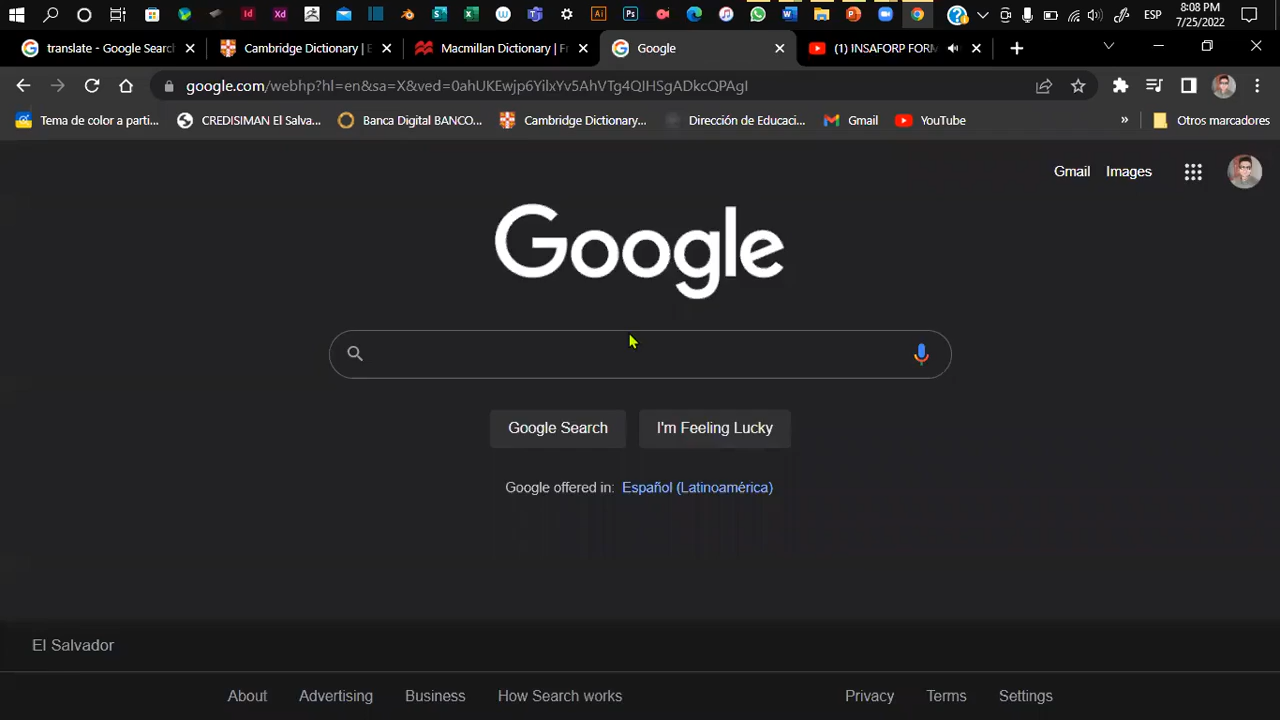 8:08 PM
ESP
7/25/2022
translate - Google Search
Cambridge Dictionary | E
Macmillan Dictionary | F
Google
(1) INSAFORP FORM
google.com/webhp?hl=en&sa=X&ved=0ahUKEwjp6YilxYv5AhVTg4QIHSgADkcQPAgI
Tema de color a parti...
CREDISIMAN El Salva...
Banca Digital BANCO...
Cambridge Dictionary...
Dirección de Educaci...
Gmail
YouTube
»
Otros marcadores
Gmail
Images
Google
Google Search
I'm Feeling Lucky
Google offered in: Español (Latinoamérica)
El Salvador
About
Advertising
Business
How Search works
Privacy
Terms
Settings